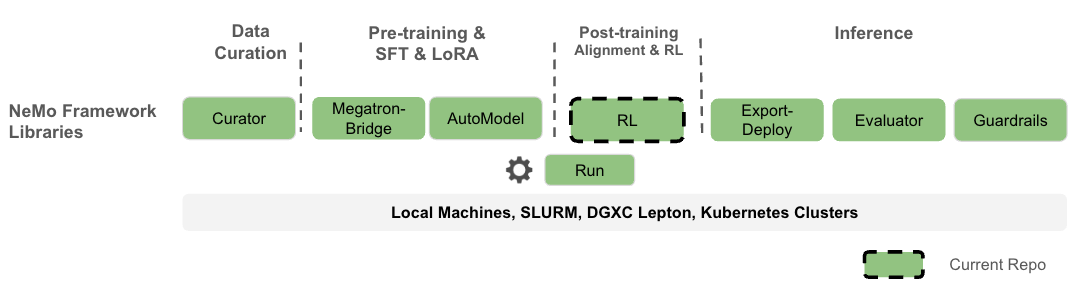 Data
Curation
Pre-training &
SFT & LoRA
Post-training
Alignment & RL
Inference
NeMo Framework
Libraries
Curator
Megatron-
Bridge
AutoModel
RL
Export-
Deploy
Evaluator
Guardrails
Run
Local Machines, SLURM, DGXC Lepton, Kubernetes Clusters
Current Repo